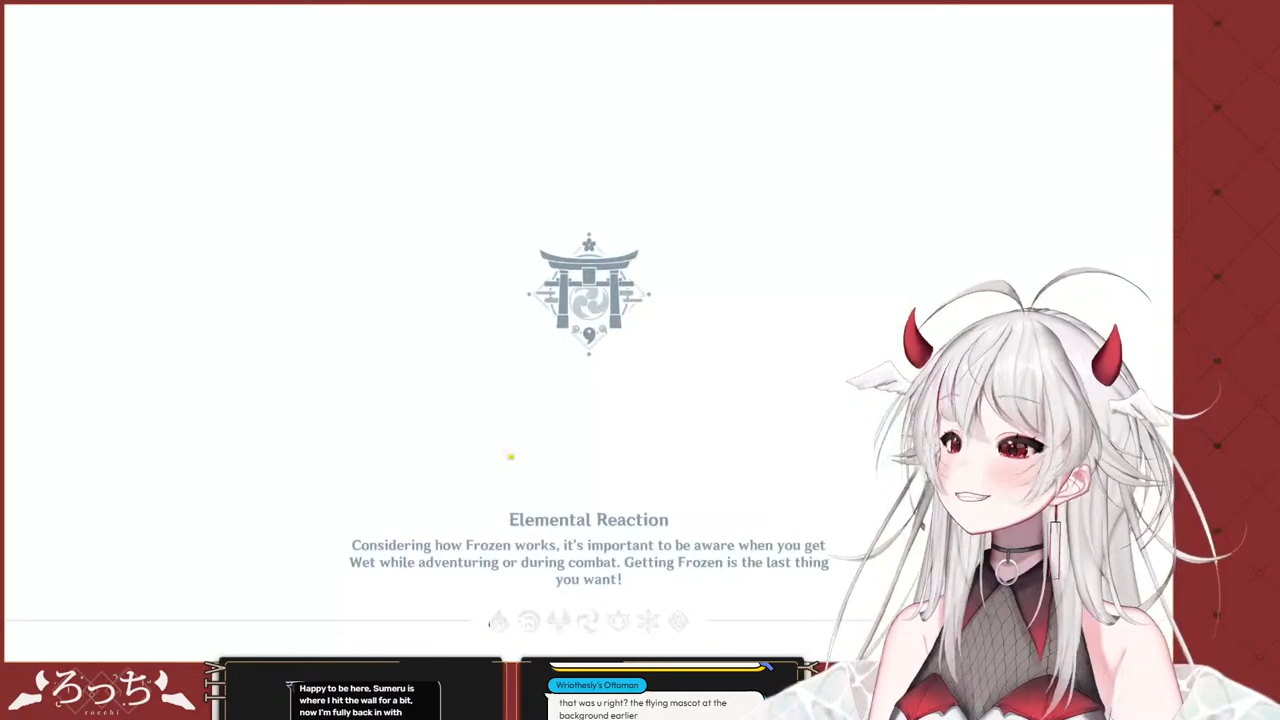 Elemental Reaction
Considering how Frozen works, it's important to be aware when you get
Wet while adventuring or during combat. Getting Frozen is the last thing
you want!
ろっち
rocchi
Happy to be here, Sumeru is
where I hit the wall for a bit,
now I'm fully back in with
Wriothesly's Ottoman
that was u right? the flying mascot at the
background earlier